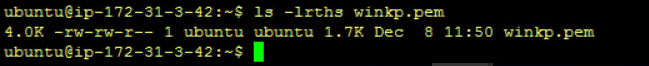 ubuntu@ip-172-31-3-42:~$ ls -lrths winkp.pem
4.0K -rw-rw-r-- 1 ubuntu ubuntu 1.7K Dec  8 11:50 winkp.pem
ubuntu@ip-172-31-3-42:~$